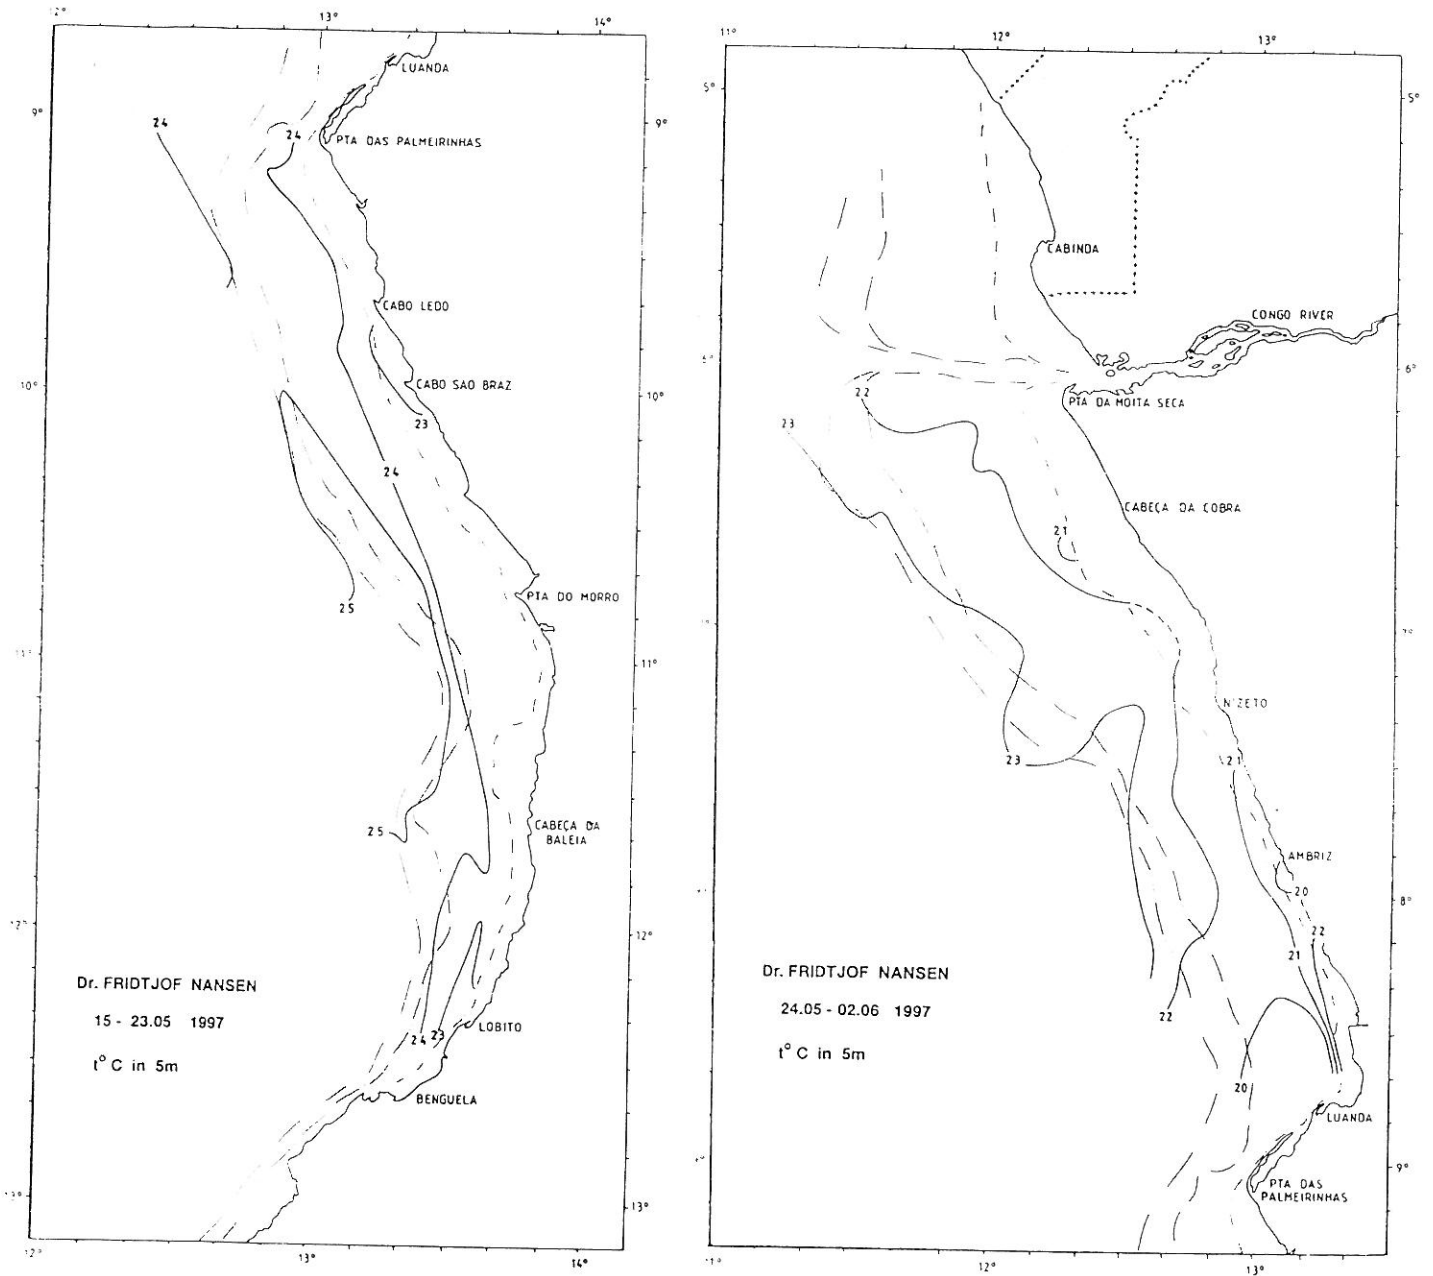 12°
13°
14°
LUANDA
9°
24
24
9°
PTA DAS PALMEIRINHAS
CABO LEDO
10°
CABO SAO BRAZ
10°
23
24
PTA DO MORRO
25
11°
11°
25
CABEÇA DA
BALEIA
12°
12°
Dr. FRIDTJOF NANSEN
15 - 23.05 1997
t° C in 5m
24
23
LOBITO
BENGUELA
13°
13°
13°
14°
11°
12°
13°
5°
5°
CABINDA
CONGO RIVER
6°
6°
22
PTA DA MOITA SECA
23
CABEÇA DA COBRA
21
7°
N'ZETO
23
21
AMBRIZ
20
8°
22
21
Dr. FRIDTJOF NANSEN
24.05 - 02.06 1997
t° C in 5m
22
20
LUANDA
9°
PTA DAS
PALMEIRINHAS
11°
12°
13°